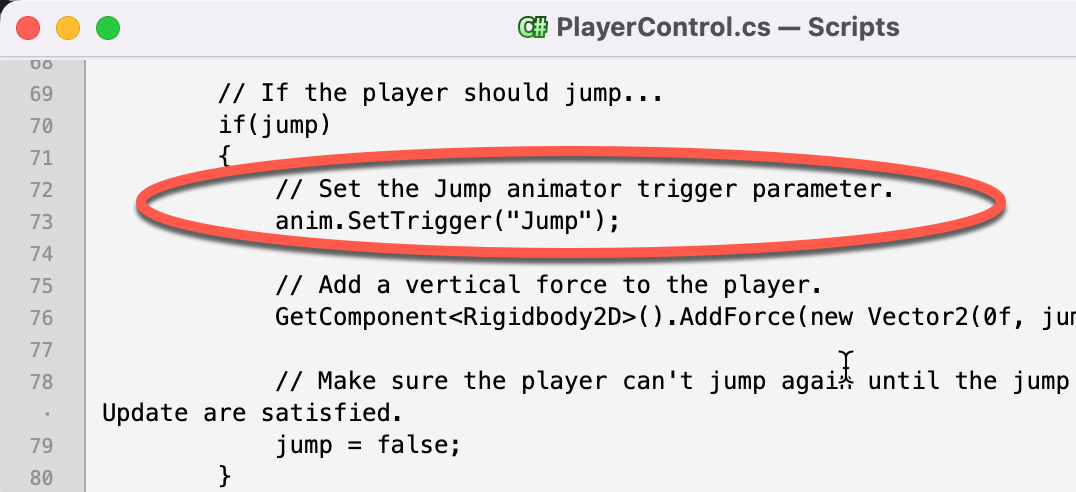 C# PlayerControl.cs — Scripts
68
69 // If the player should jump...
70 if(jump)
71 {
72 // Set the Jump animator trigger parameter.
73 anim.SetTrigger("Jump");
74
75 // Add a vertical force to the player.
76 GetComponent<Rigidbody2D>().AddForce(new Vector2(0f, jum
77
78 // Make sure the player can't jump again until the jump
· Update are satisfied.
79 jump = false;
80 }